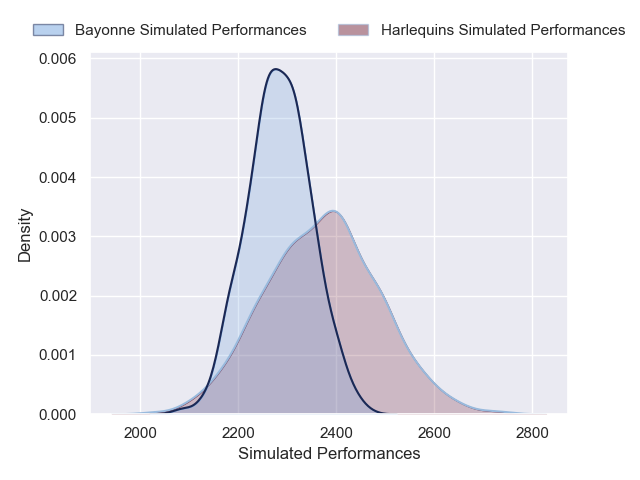 Bayonne Simulated Performances
Harlequins Simulated Performances
0.006
0.005
0.004
0.003
0.002
0.001
0.000
Density
2000 2200 2400 2600 2800
Simulated Performances